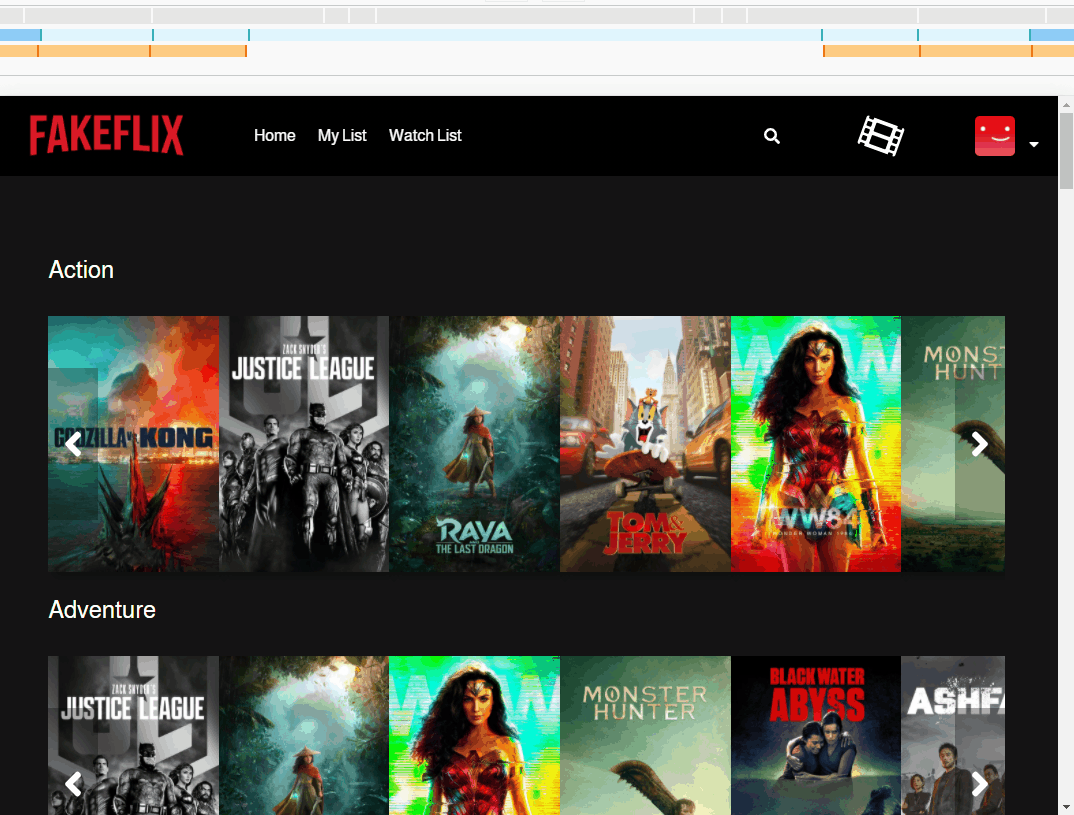 FAKEFLIX
Home My List Watch List
Action
GODZILLA vs KONG
ZACK SNYDER'S
JUSTICE LEAGUE
RAYA
THE LAST DRAGON
TOM &
JERRY
WW84
WONDER WOMAN 1984
MONST
HUNT
Adventure
ZACK SNYDER'S
JUSTICE LEAGUE
MONSTER
HUNTER
BLACK WATER
ABYSS
ASHFA